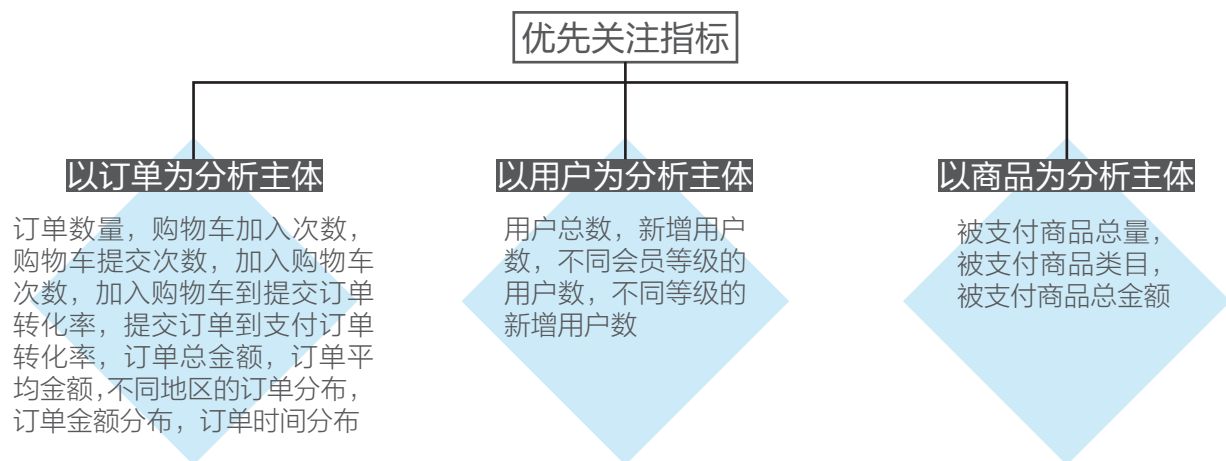 优先关注指标
以订单为分析主体
订单数量，购物车加入次数，
购物车提交次数，加入购物车
次数，加入购物车到提交订单
转化率，提交订单到支付订单
转化率，订单总金额，订单平
均金额，不同地区的订单分布，
订单金额分布，订单时间分布
以用户为分析主体
用户总数，新增用户
数，不同会员等级的
用户数，不同等级的
新增用户数
以商品为分析主体
被支付商品总量，
被支付商品类目，
被支付商品总金额